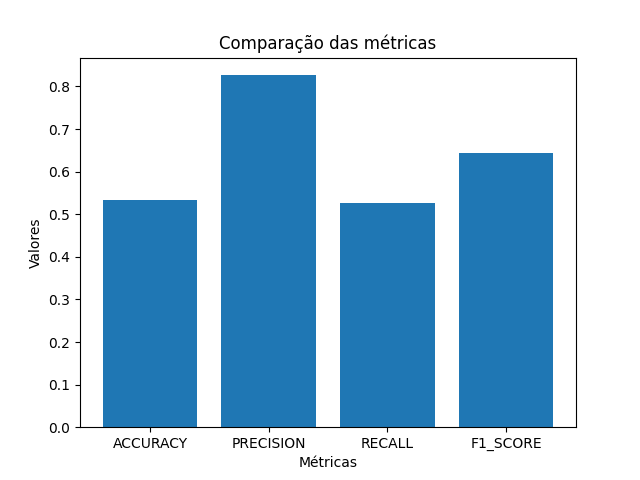 Comparação das métricas
Valores
0.8
0.7
0.6
0.5
0.4
0.3
0.2
0.1
0.0
ACCURACY PRECISION RECALL F1_SCORE
Métricas